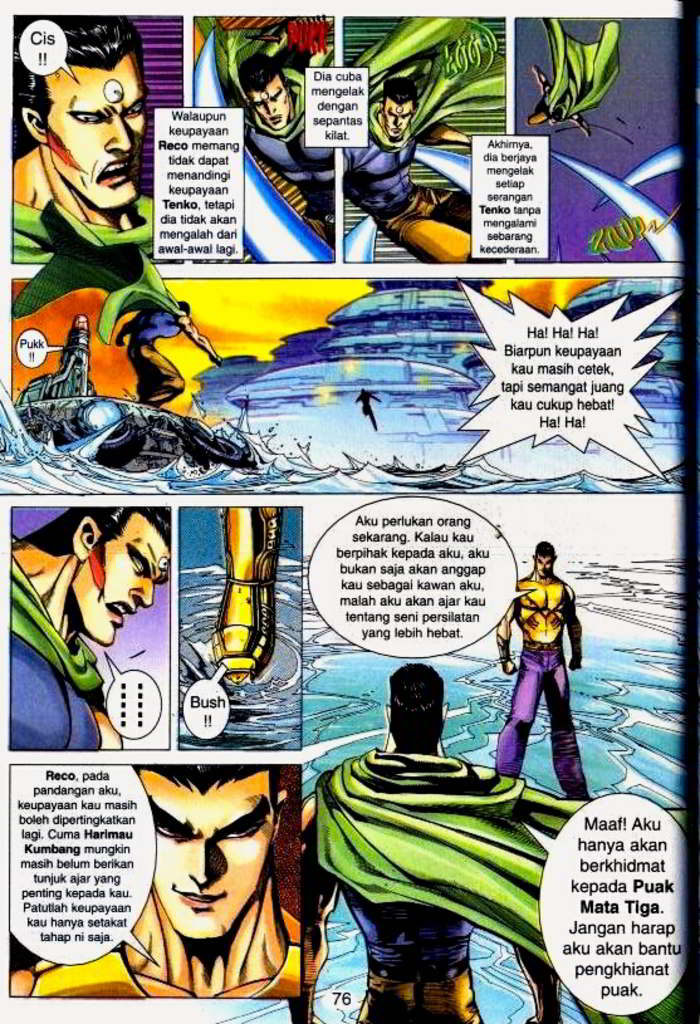 Cis
!!
Walaupun
keupayaan
Reco memang
tidak dapat
menandingi
keupayaan
Tenko, tetapi
dia tidak akan
mengalah dari
awal-awal lagi.
Dia cuba
mengelak
dengan
sepantas
kilat.
Akhirnya,
dia berjaya
mengelak
setiap
serangan
Tenko tanpa
mengalami
sebarang
kecederaan.
Pukk
!!
Ha! Ha! Ha!
Biarpun keupayaan
kau masih cetek,
tapi semangat juang
kau cukup hebat!
Ha! Ha!
Bush
!!
Aku perlukan orang
sekarang. Kalau kau
berpihak kepada aku, aku
bukan saja akan anggap
kau sebagai kawan aku,
malah aku akan ajar kau
tentang seni persilatan
yang lebih hebat.
Reco, pada
pandangan aku,
keupayaan kau masih
boleh dipertingkatkan
lagi. Cuma Harimau
Kumbang mungkin
masih belum berikan
tunjuk ajar yang
penting kepada kau.
Patutlah keupayaan
kau hanya setakat
tahap ni saja.
Maaf! Aku
hanya akan
berkhidmat
kepada Puak
Mata Tiga.
Jangan harap
aku akan bantu
pengkhianat
puak.
76